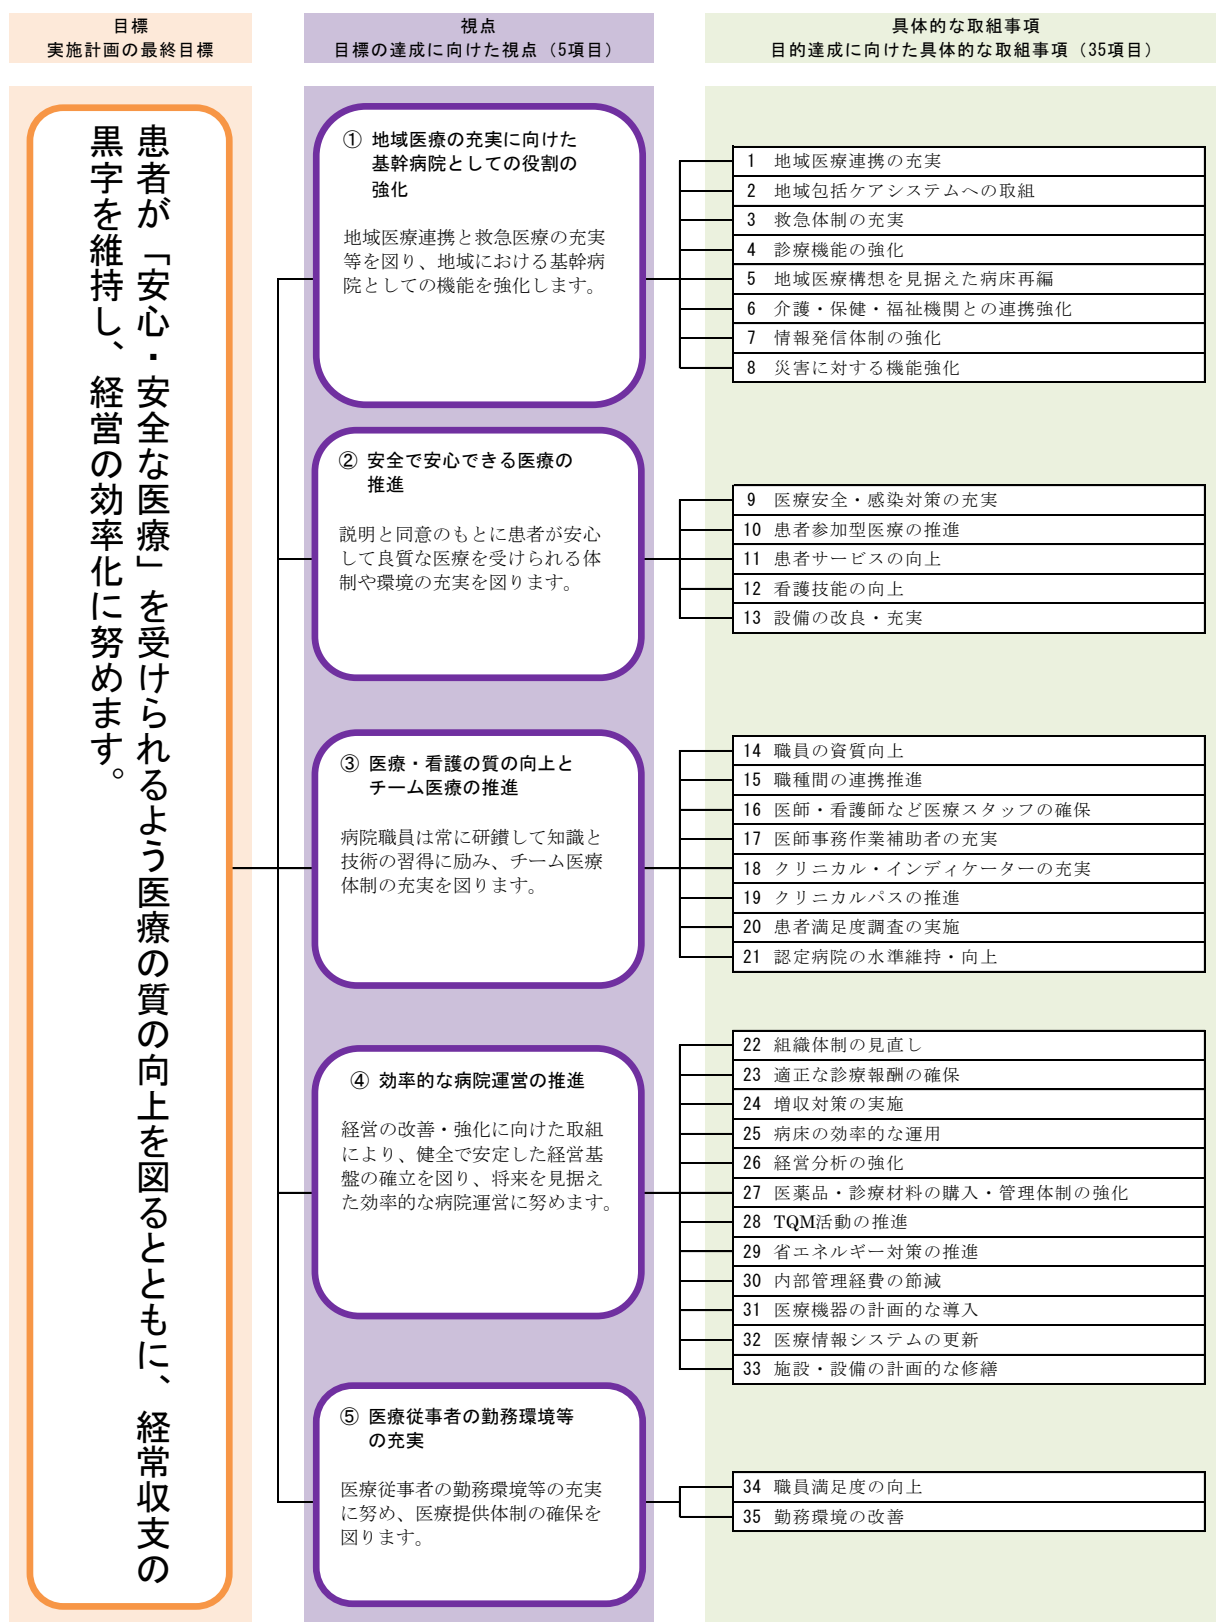 目標
実施計画の最終目標
視点
目標の達成に向けた視点（5項目）
具体的な取組事項
目的達成に向けた具体的な取組事項（35項目）
患者が「安心・安全な医療」を受けられるよう医療の質の向上を図るとともに、経常収支の
黒字を維持し、経営の効率化に努めます。
① 地域医療の充実に向けた
基幹病院としての役割の
強化
地域医療連携と救急医療の充実
等を図り、地域における基幹病
院としての機能を強化します。
1 地域医療連携の充実
2 地域包括ケアシステムへの取組
3 救急体制の充実
4 診療機能の強化
5 地域医療構想を見据えた病床再編
6 介護・保健・福祉機関との連携強化
7 情報発信体制の強化
8 災害に対する機能強化
② 安全で安心できる医療の
推進
説明と同意のもとに患者が安心
して良質な医療を受けられる体
制や環境の充実を図ります。
9 医療安全・感染対策の充実
10 患者参加型医療の推進
11 患者サービスの向上
12 看護技能の向上
13 設備の改良・充実
③ 医療・看護の質の向上と
チーム医療の推進
病院職員は常に研鑽して知識と
技術の習得に励み、チーム医療
体制の充実を図ります。
14 職員の資質向上
15 職種間の連携推進
16 医師・看護師など医療スタッフの確保
17 医師事務作業補助者の充実
18 クリニカル・インディケーターの充実
19 クリニカルパスの推進
20 患者満足度調査の実施
21 認定病院の水準維持・向上
④ 効率的な病院運営の推進
経営の改善・強化に向けた取組
により、健全で安定した経営基
盤の確立を図り、将来を見据え
た効率的な病院運営に努めます。
22 組織体制の見直し
23 適正な診療報酬の確保
24 増収対策の実施
25 病床の効率的な運用
26 経営分析の強化
27 医薬品・診療材料の購入・管理体制の強化
28 TQM活動の推進
29 省エネルギー対策の推進
30 内部管理経費の節減
31 医療機器の計画的な導入
32 医療情報システムの更新
33 施設・設備の計画的な修繕
⑤ 医療従事者の勤務環境等
の充実
医療従事者の勤務環境等の充実
に努め、医療提供体制の確保を
図ります。
34 職員満足度の向上
35 勤務環境の改善